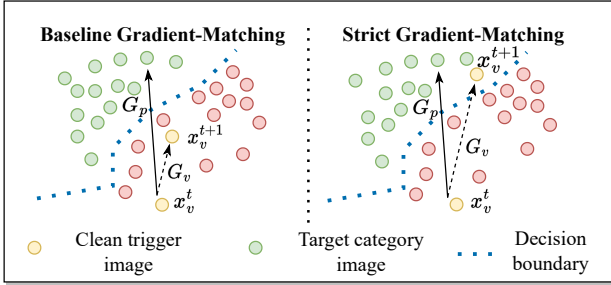 Baseline Gradient-Matching
Strict Gradient-Matching
G_p
x_v^{t+1}
G_v
x_v^t
x_v^{t+1}
G_p
G_v
x_v^t
Clean trigger
image
Target category
image
Decision
boundary